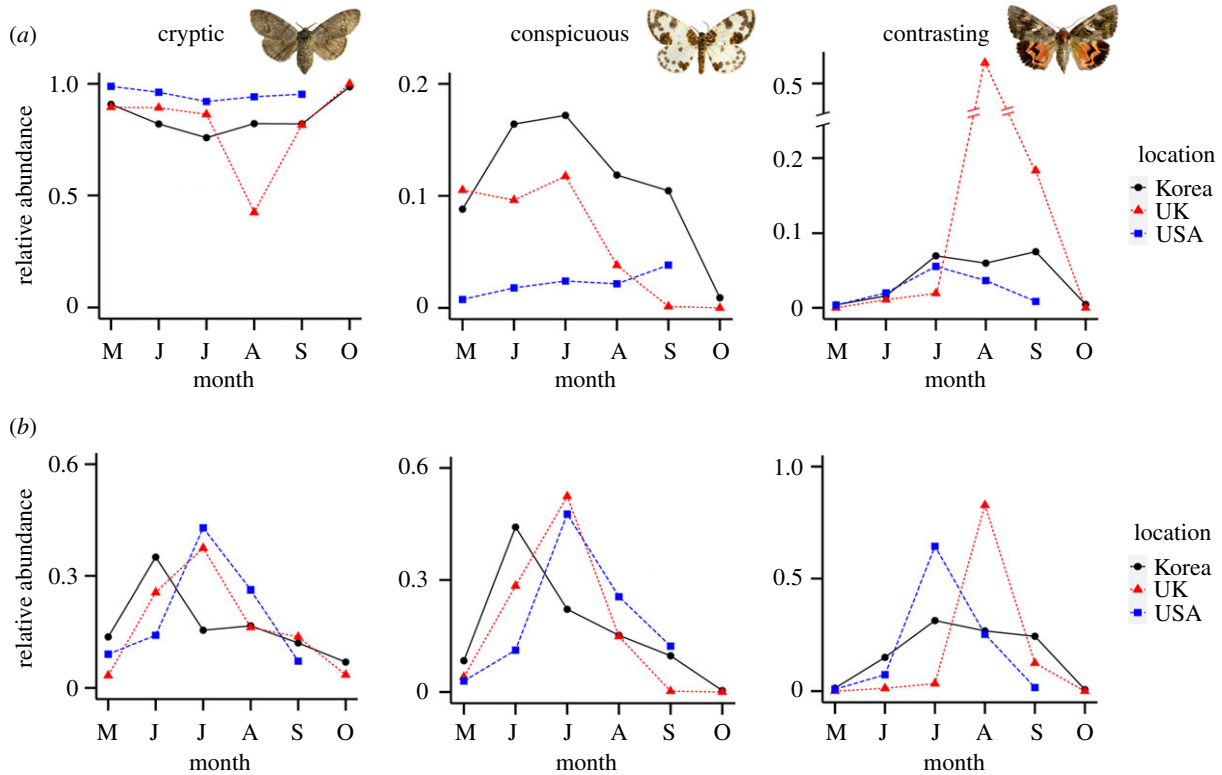 (a)
cryptic
conspicuous
contrasting
relative abundance
1.0
0.5
0
M J J A S O
month
0.2
0.1
0
M J J A S O
month
0.5
0.2
0.1
0
M J J A S O
month
location
Korea
UK
USA
(b)
relative abundance
0.6
0.3
0
M J J A S O
month
0.6
0.3
0
M J J A S O
month
1.0
0.5
0
M J J A S O
month
location
Korea
UK
USA